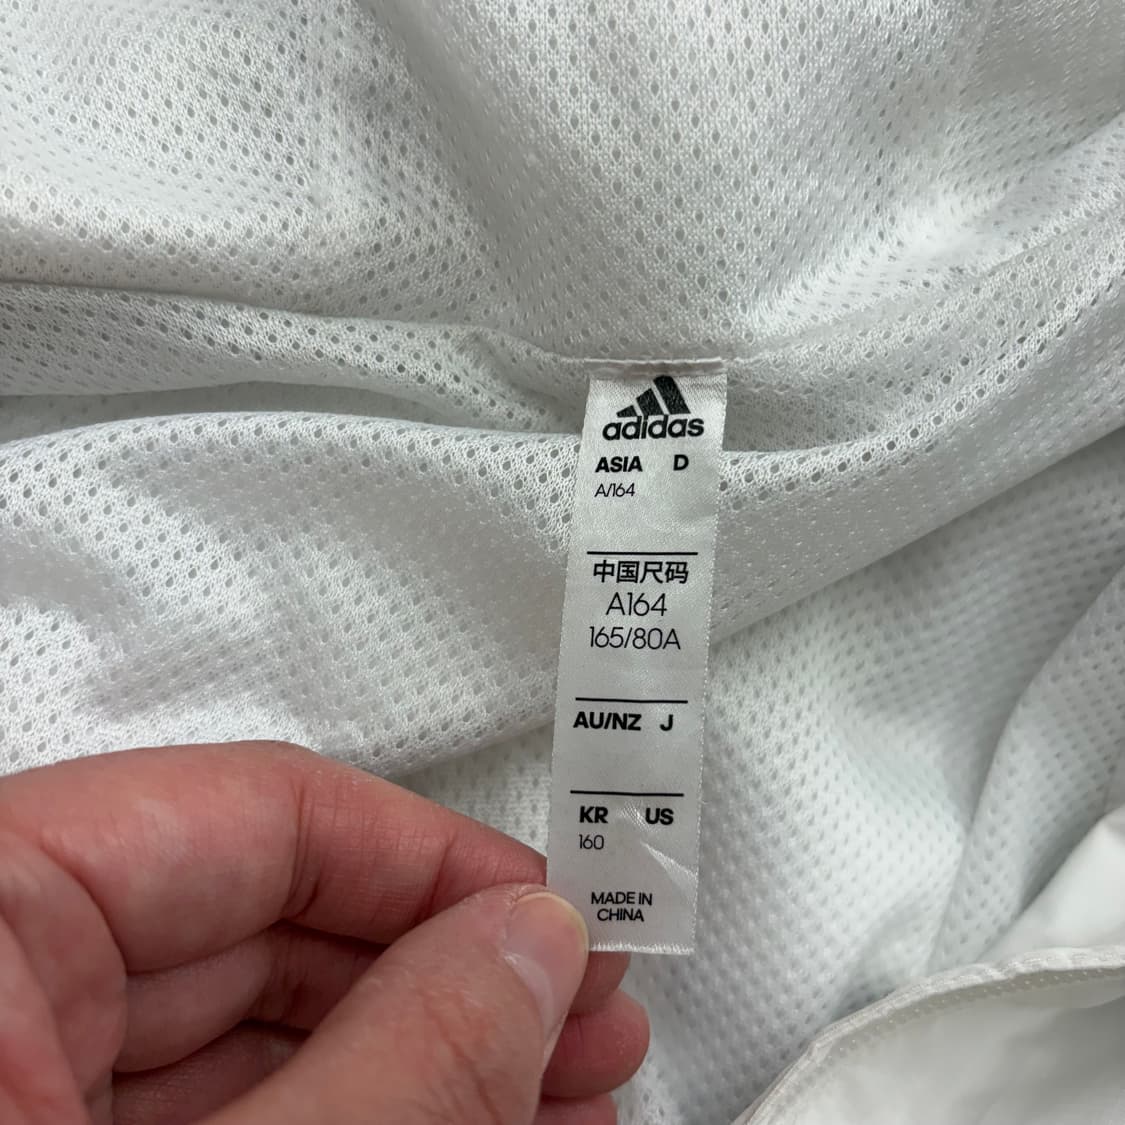 adidas
ASIA D
A/164
中国尺码
A164
165/80A
AU/NZ J
KR US
160
MADE IN
CHINA